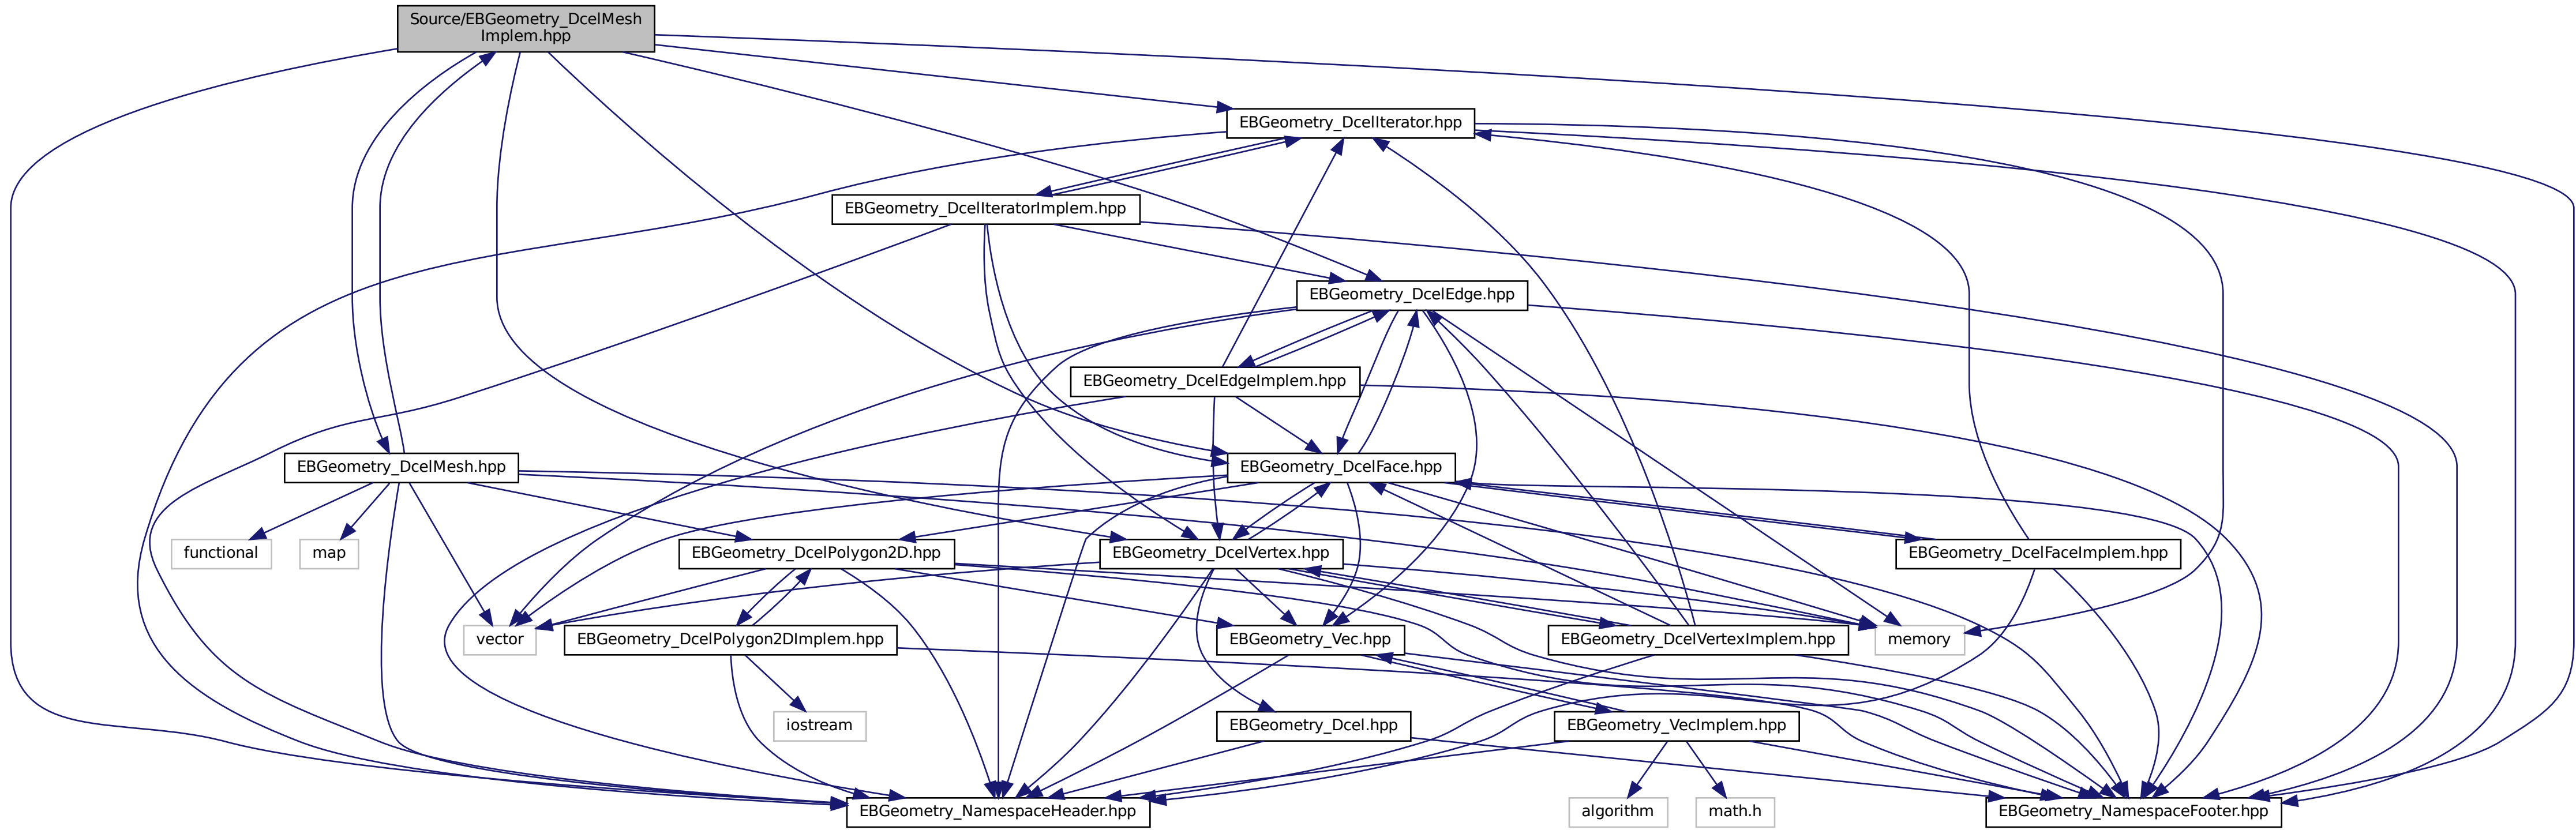 Source/EBGeometry_DcelMesh
Implem.hpp
EBGeometry_DcelIterator.hpp
EBGeometry_DcelIteratorImplem.hpp
EBGeometry_DcelEdge.hpp
EBGeometry_DcelEdgeImplem.hpp
EBGeometry_DcelMesh.hpp
EBGeometry_DcelFace.hpp
functional
map
EBGeometry_DcelPolygon2D.hpp
EBGeometry_DcelVertex.hpp
EBGeometry_DcelFaceImplem.hpp
vector
EBGeometry_DcelPolygon2DImplem.hpp
EBGeometry_Vec.hpp
EBGeometry_DcelVertexImplem.hpp
memory
iostream
EBGeometry_Dcel.hpp
EBGeometry_VecImplem.hpp
EBGeometry_NamespaceHeader.hpp
algorithm
math.h
EBGeometry_NamespaceFooter.hpp